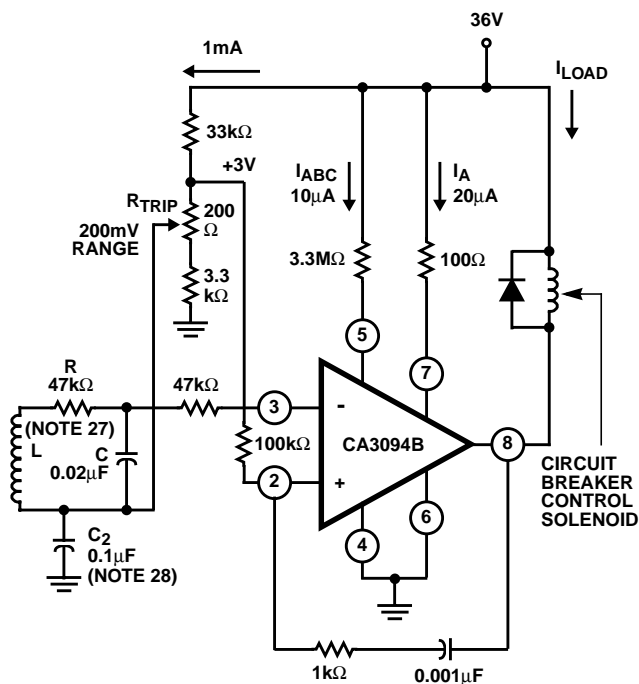 36V
1mA
I_LOAD
33kΩ
+3V
I_ABC
10μA
I_A
20μA
R_TRIP
200mV
RANGE
200
Ω
3.3
kΩ
3.3MΩ
100Ω
5
7
R
47kΩ
(NOTE 27)
47kΩ
3
-
L
C
0.02μF
100kΩ
CA3094B
8
2
+
CIRCUIT
BREAKER
CONTROL
SOLENOID
C2
0.1μF
(NOTE 28)
4
6
1kΩ
0.001μF